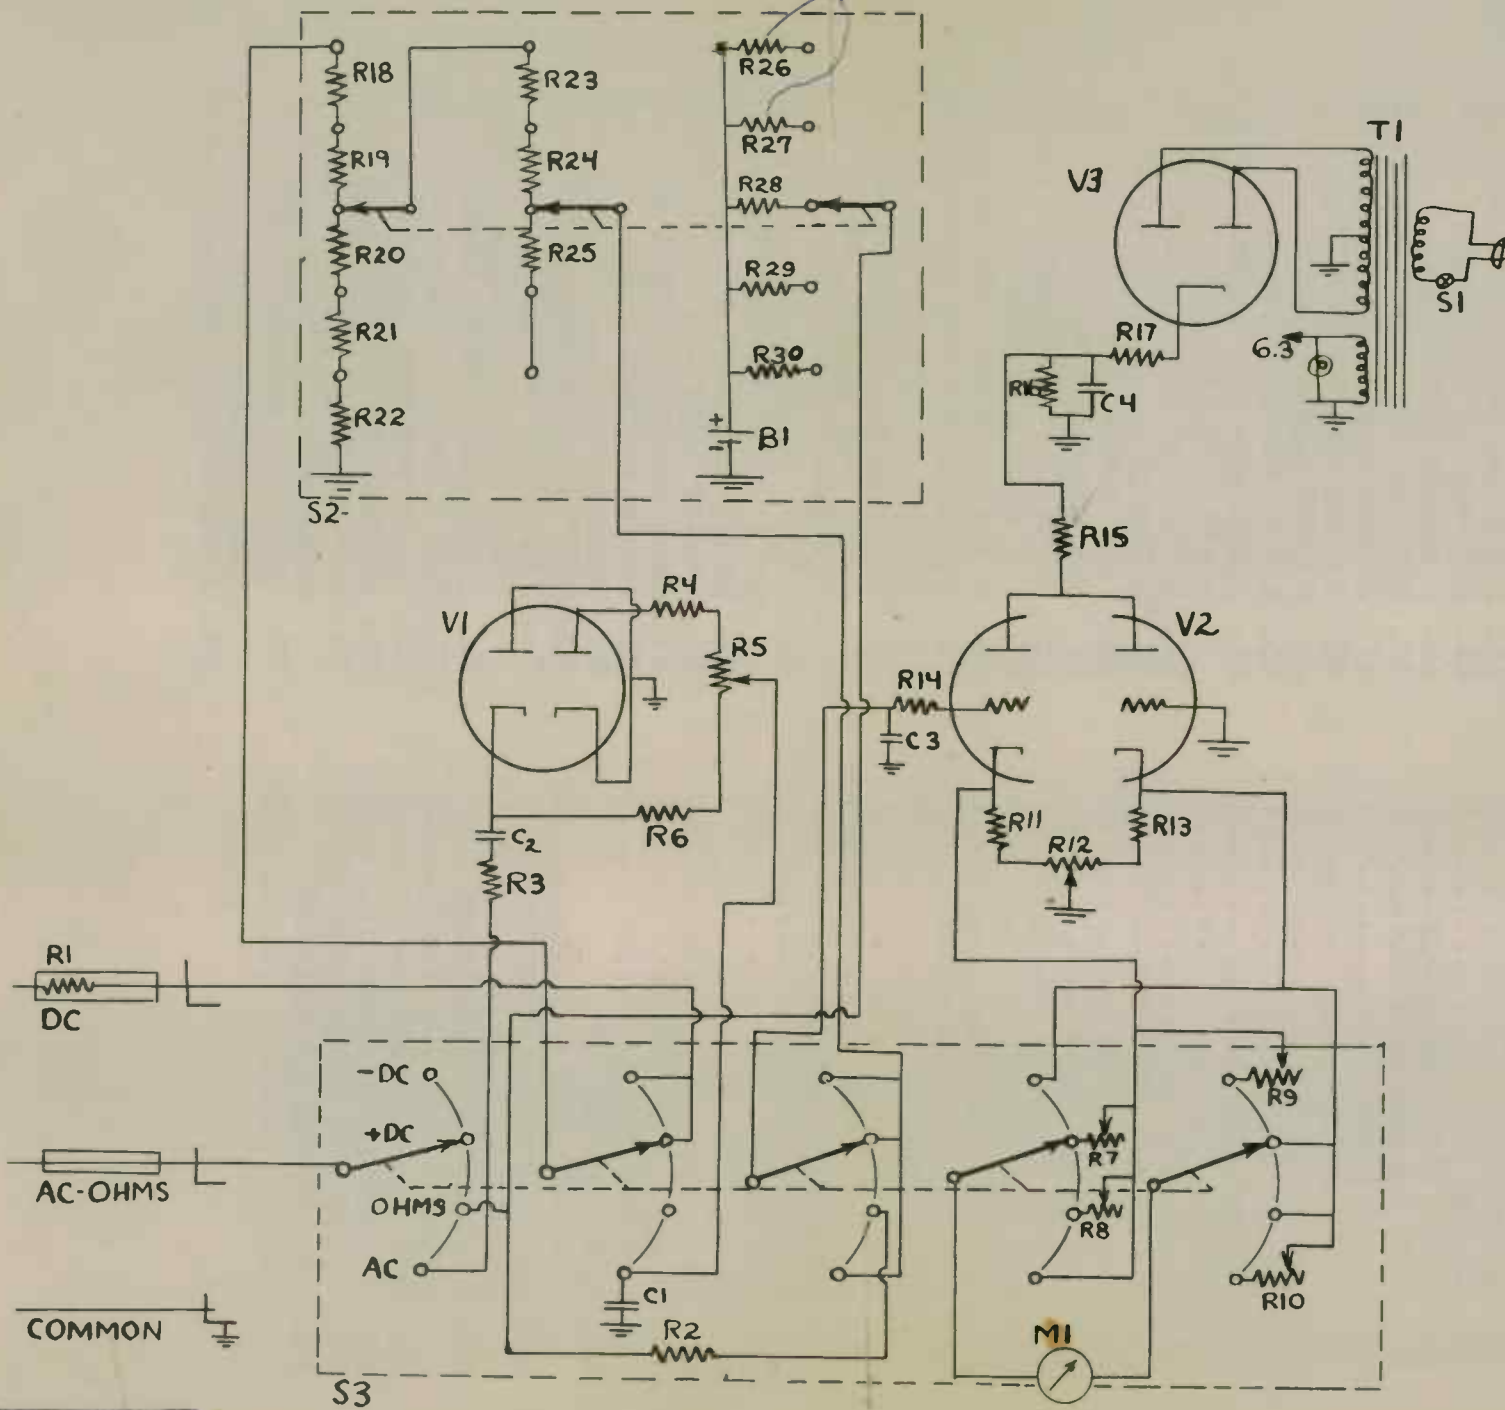 R18
R23
R26
R19
R24
R27
R28
R20
R25
R29
R21
R30
R22
+
-
B1
S2-
T1
V3
S1
R17
6.3
C4
R15
V1
R4
R5
R6
C2
R3
V2
R14
C3
R11
R12
R13
R1
DC
-DC
+DC
OHMS
AC
AC-OHMS
COMMON
C1
R2
R9
R7
R8
R10
M1
S3